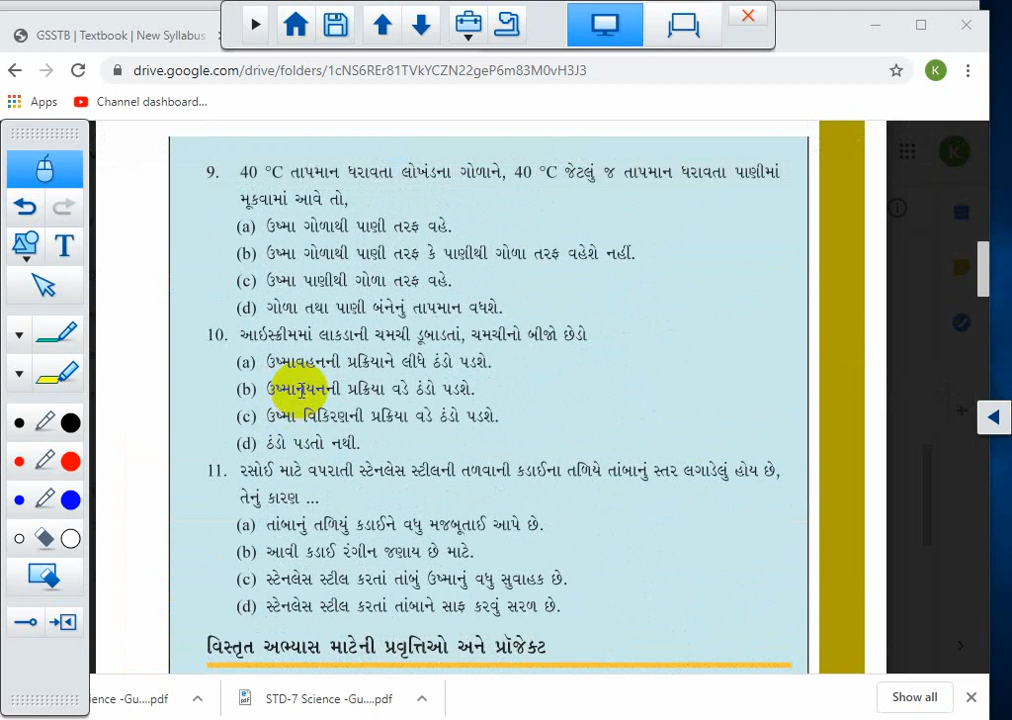 GSSTB | Textbook | New Syllabus
drive.google.com/drive/folders/1cNS6REr81TVkYCZN22geP6m83M0vH3J3
K
Apps
Channel dashboard...
K
T
9. 40 °C તાપમાન ધરાવતા લોખંડના ગોળાને, 40 °C જેટલું જ તાપમાન ધરાવતા પાણીમાં
મૂકવામાં આવે તો,
(a) ઉષ્મા ગોળાથી પાણી તરફ વહે.
(b) ઉષ્મા ગોળાથી પાણી તરફ કે પાણીથી ગોળા તરફ વહેશે નહીં.
(c) ઉષ્મા પાણીથી ગોળા તરફ વહે.
(d) ગોળા તથા પાણી બંનેનું તાપમાન વધશે.
10. આઇસ્ક્રીમમાં લાકડાની ચમચી ડૂબાડતાં, ચમચીનો બીજો છેડો
(a) ઉષ્માવહનની પ્રક્રિયાને લીધે ઠંડો પડશે.
(b) ઉષ્માનયનની પ્રક્રિયા વડે ઠંડો પડશે.
(c) ઉષ્મા વિકિરણની પ્રક્રિયા વડે ઠંડો પડશે.
(d) ઠંડો પડતો નથી.
11. રસોઈ માટે વપરાતી સ્ટેનલેસ સ્ટીલની તળવાની કડાઈના તળિયે તાંબાનું સ્તર લગાડેલું હોય છે,
તેનું કારણ ...
(a) તાંબાનું તળિયું કડાઈને વધુ મજબૂતાઈ આપે છે.
(b) આવી કડાઈ રંગીન જણાય છે માટે.
(c) સ્ટેનલેસ સ્ટીલ કરતાં તાંબું ઉષ્માનું વધુ સુવાહક છે.
(d) સ્ટેનલેસ સ્ટીલ કરતાં તાંબાને સાફ કરવું સરળ છે.
વિસ્તૃત અભ્યાસ માટેની પ્રવૃત્તિઓ અને પ્રૉજેક્ટ
ience -Gu....pdf
STD-7 Science -Gu....pdf
Show all